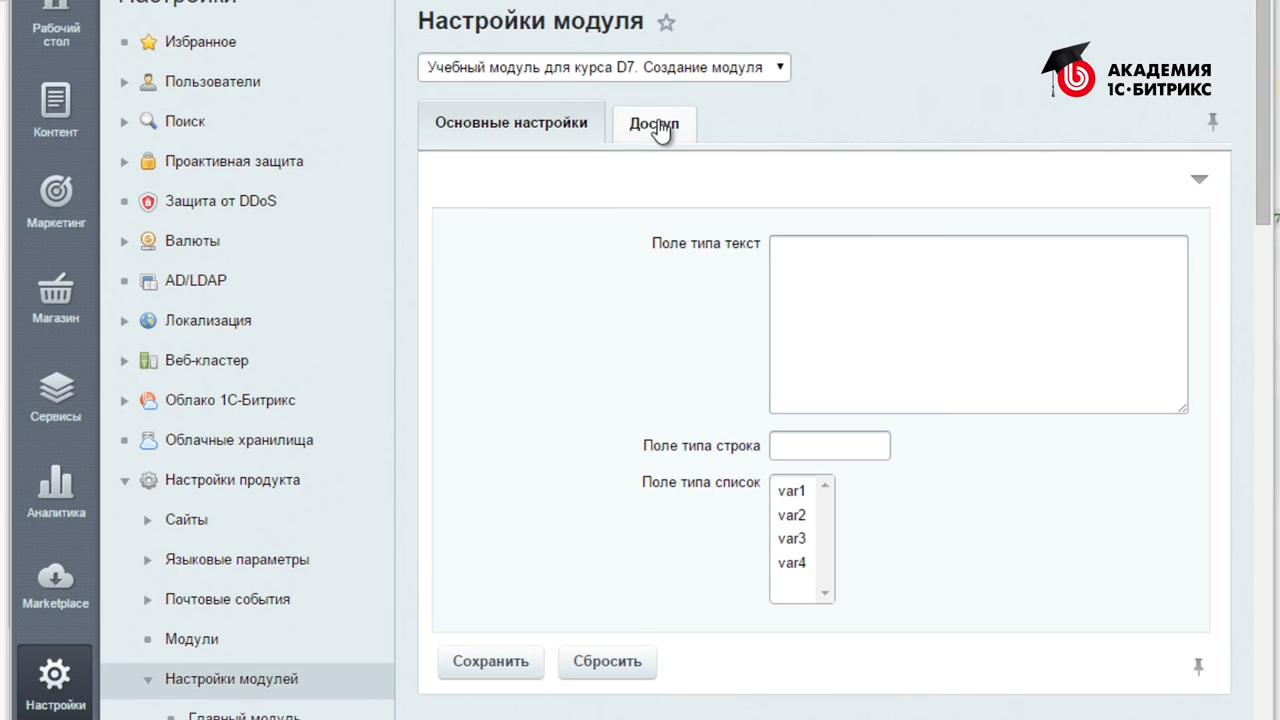 Рабочий
стол
Контент
Маркетинг
Магазин
Сервисы
Аналитика
Marketplace
Настройки
Настройки
Избранное
Пользователи
Поиск
Проактивная защита
Защита от DDoS
Валюты
AD/LDAP
Локализация
Веб-кластер
Облако 1С-Битрикс
Облачные хранилища
Настройки продукта
Сайты
Языковые параметры
Почтовые события
Модули
Настройки модулей
Главный модуль
Настройки модуля
Учебный модуль для курса D7. Создание модуля
АКАДЕМИЯ
1С·БИТРИКС
Основные настройки
Доступ
Поле типа текст
Поле типа строка
Поле типа список
var1
var2
var3
var4
Сохранить
Сбросить